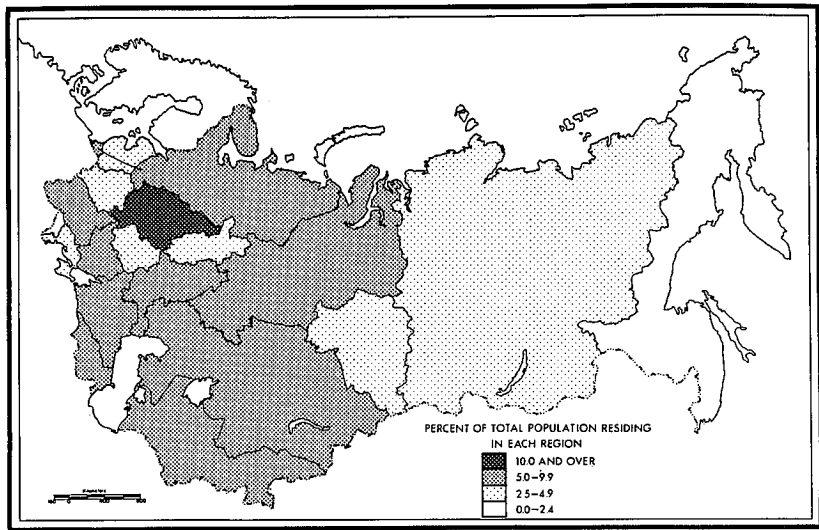 PERCENT OF TOTAL POPULATION RESIDING
IN EACH REGION
10.0 AND OVER
5.0–9.9
2.5–4.9
0.0–2.4